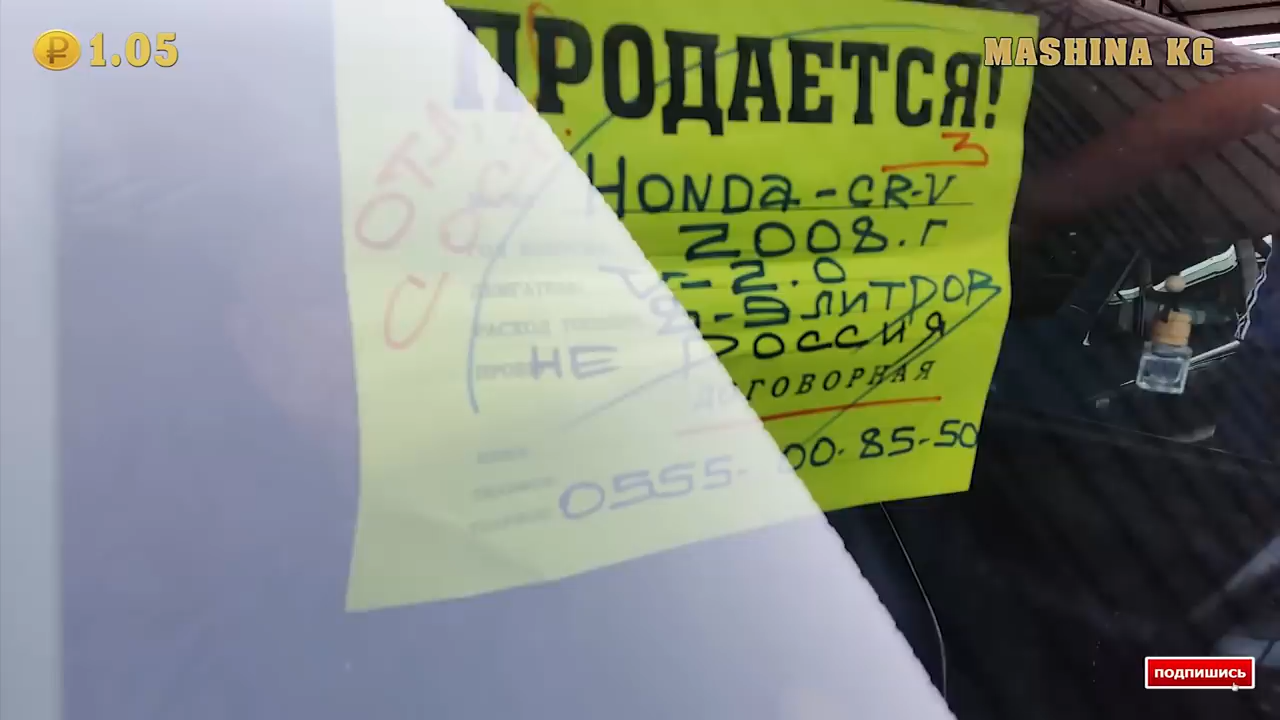 1.05
MASHINA KG
ПРОДАЕТСЯ!
3
HONDA-CR-V
2008.Г
2.0
ЛИТРОВ
НЕ РОССИЯ
ДОГОВОРНАЯ
0555-00-85-50
подпишись